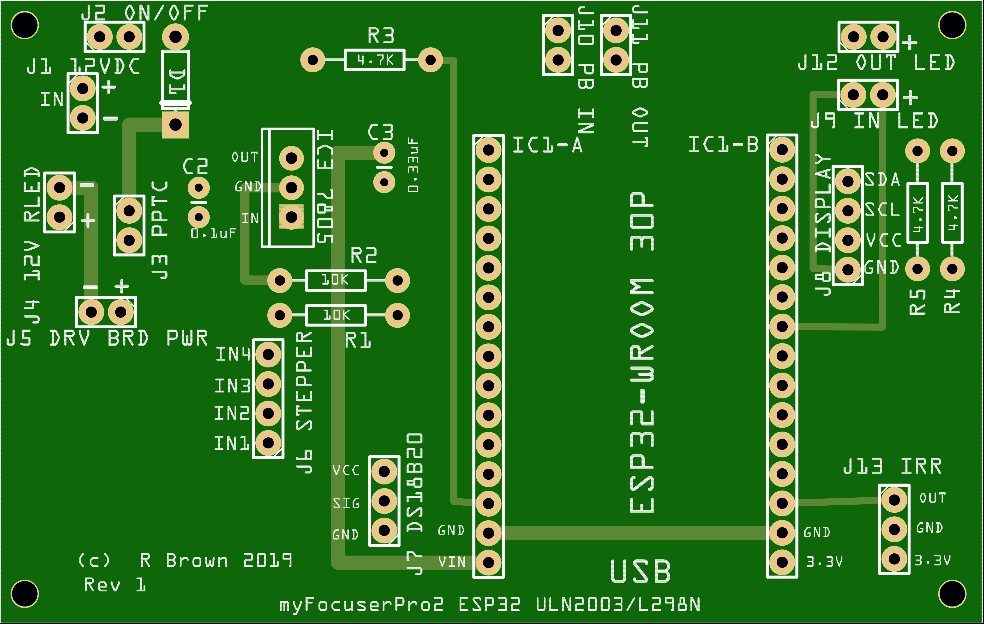 J2 ON/OFF
J1 12VDC
IN
+
-
D1
R3
4.7K
J10 PB IN
J11 PB OUT
+
J12 OUT LED
+
J9 IN LED
C2
0.1uF
OUT
GND
IN
IC3 7805
C3
0.33uF
IC1-A
IC1-B
J4 12V RLED
-
+
J3 PPTC
-
+
J5 DRV BRD PWR
R2
10K
10K
R1
J8 DISPLAY
SDA
SCL
VCC
GND
4.7K
R5
4.7K
R4
ESP32-WROOM 30P
IN4
IN3
IN2
IN1
J6 STEPPER
VCC
SIG
GND
J7 DS18B20
GND
VIN
GND
3.3V
J13 IRR
OUT
GND
3.3V
USB
(c) R Brown 2019
Rev 1
myFocuserPro2 ESP32 ULN2003/L298N